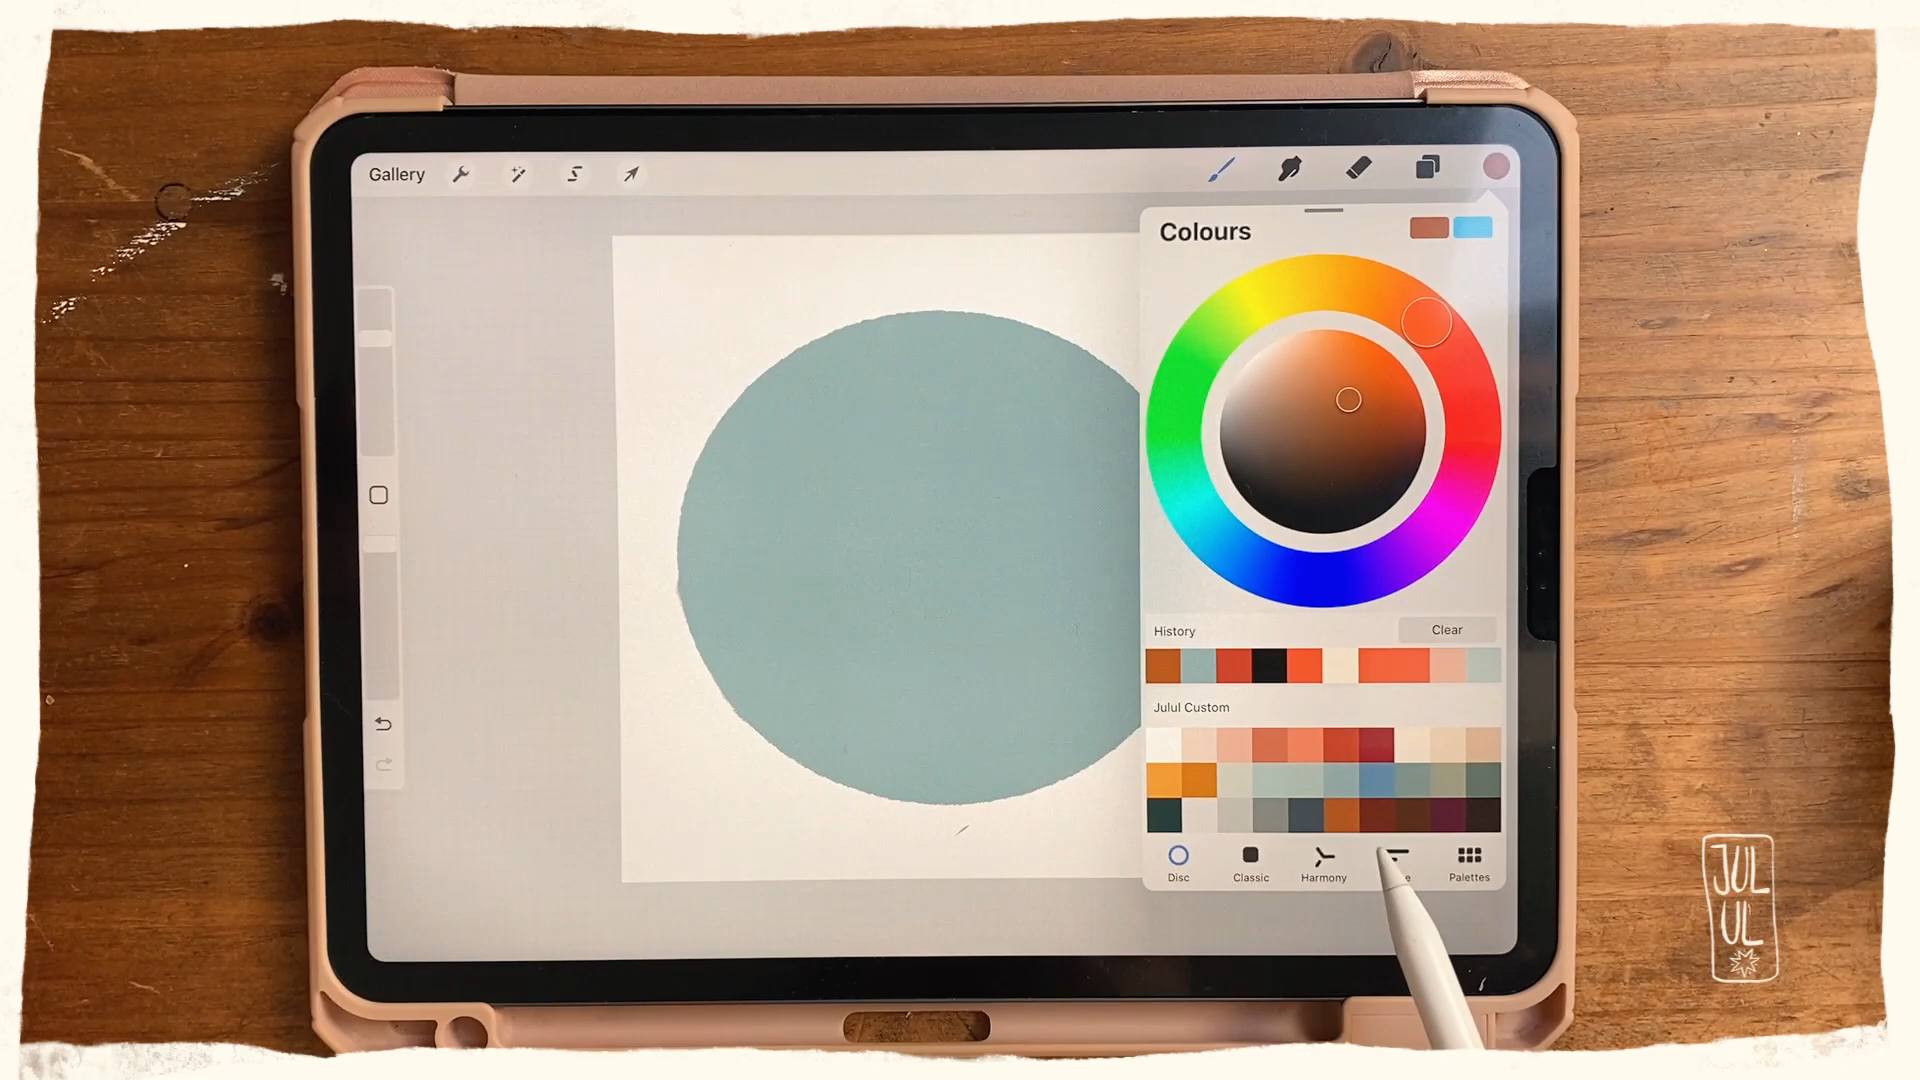 Gallery
Colours
History
Clear
Julul Custom
Disc
Classic
Harmony
Palettes
JUL
UL